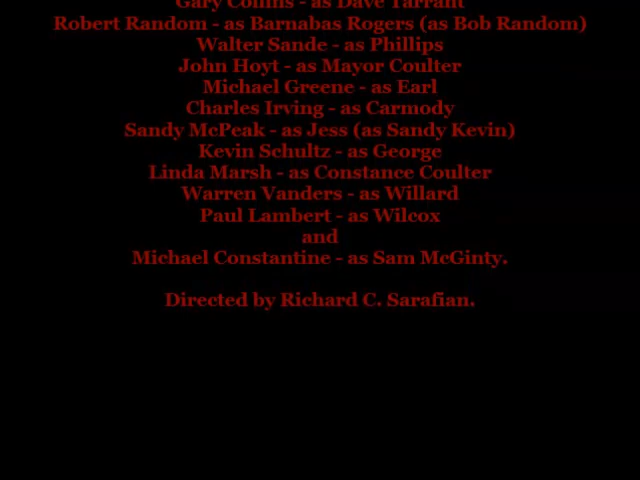 Gary Collins - as Dave Tarrant
Robert Random - as Barnabas Rogers (as Bob Random)
Walter Sande - as Phillips
John Hoyt - as Mayor Coulter
Michael Greene - as Earl
Charles Irving - as Carmody
Sandy McPeak - as Jess (as Sandy Kevin)
Kevin Schultz - as George
Linda Marsh - as Constance Coulter
Warren Vanders - as Willard
Paul Lambert - as Wilcox
and
Michael Constantine - as Sam McGinty.
Directed by Richard C. Sarafian.